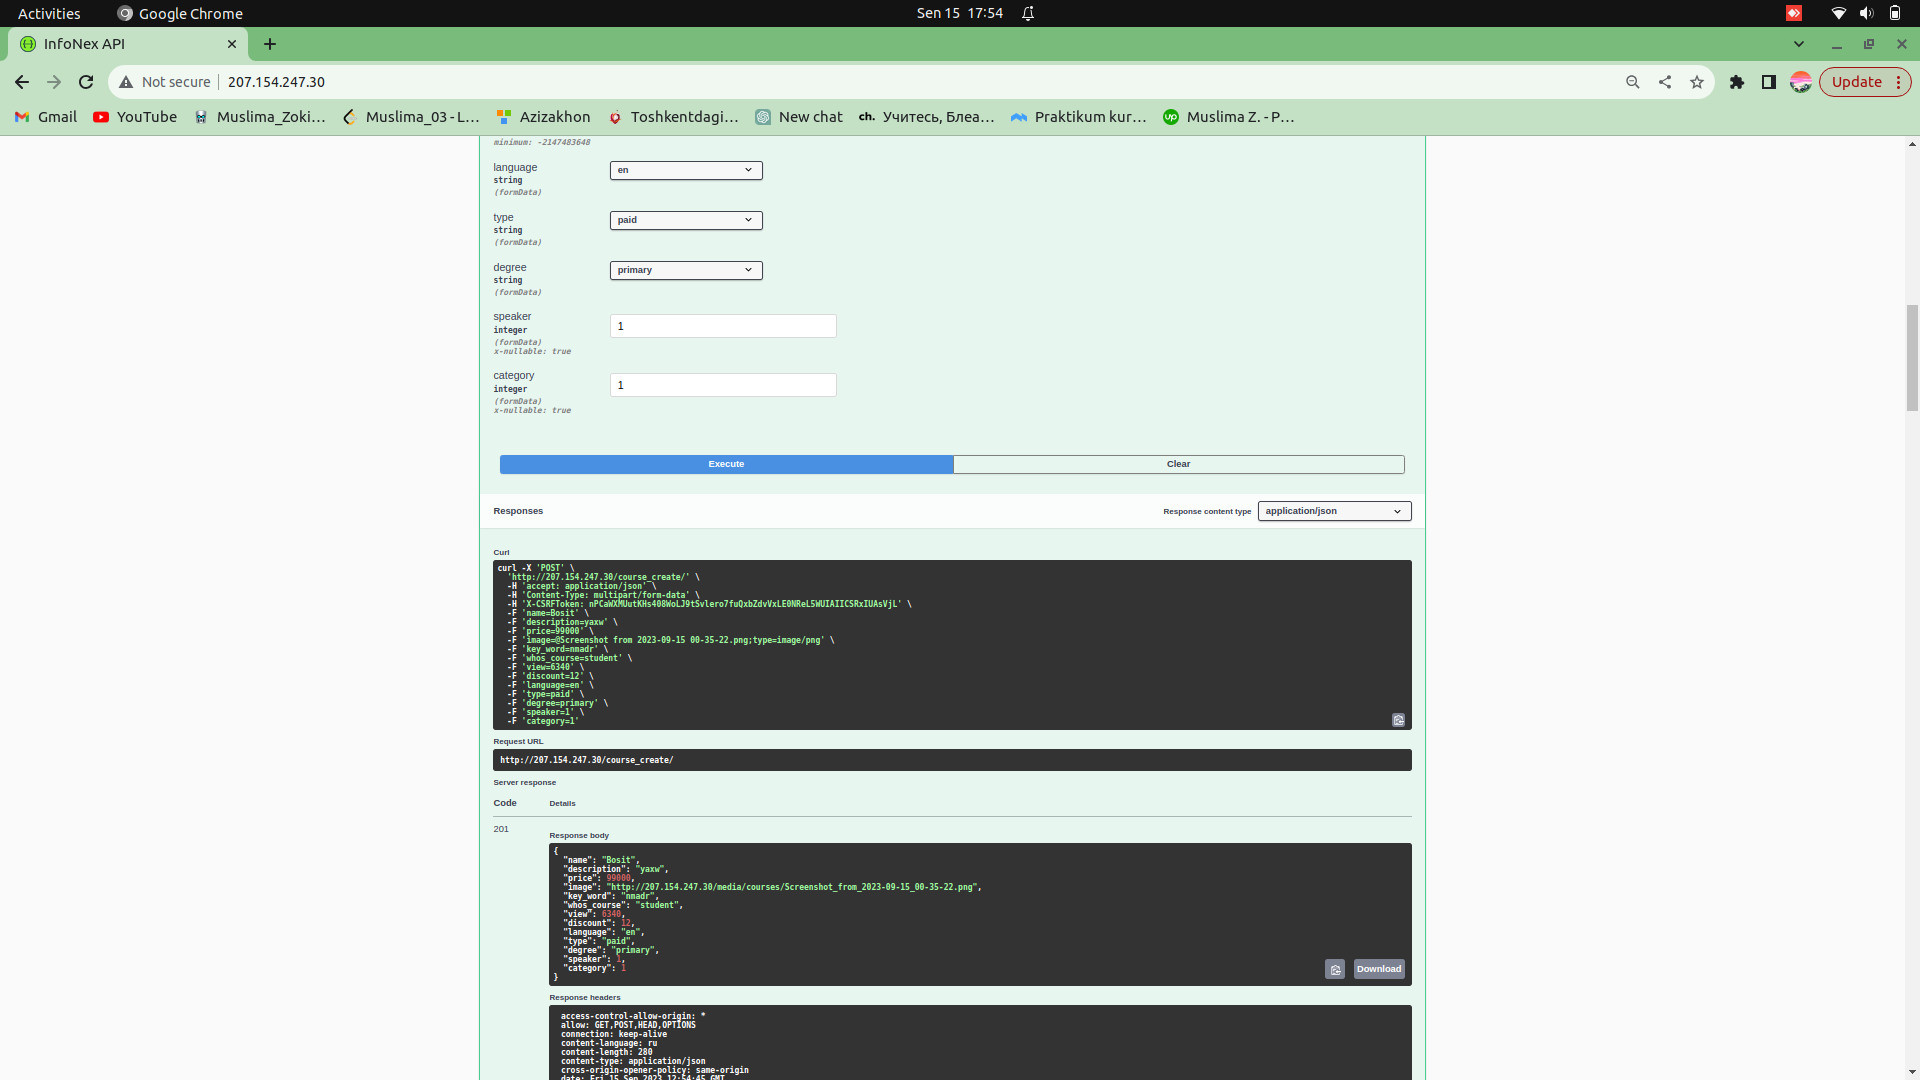 Activities
Google Chrome
Sen 15 17:54
InfoNex API
Not secure
207.154.247.30
Update
Gmail
YouTube
Muslima_Zoki...
Muslima_03 - L...
Azizakhon
Toshkentdagi...
New chat
ch.
Учитесь, Блеа...
Praktikum kur...
up
Muslima Z. - P...
minimum: -2147483648
language
string
(formData)
en
type
string
(formData)
paid
degree
string
(formData)
primary
speaker
integer
(formData)
x-nullable: true
1
category
integer
(formData)
x-nullable: true
1
Execute
Clear
Responses
Response content type
application/json
Curl
curl -X 'POST' \
'http://207.154.247.30/course_create/' \
-H 'accept: application/json' \
-H 'Content-Type: multipart/form-data' \
-H 'X-CSRFToken: nPCaWXMUutKHs408WoLJ9tSvlero7fuQxbZdvVxLE0NReL5WUIAIICSRxIUAsVjL' \
-F 'name=Bosit' \
-F 'description=yaxw' \
-F 'price=99000' \
-F 'image=@Screenshot from 2023-09-15 00-35-22.png;type=image/png' \
-F 'key_word=nmadr' \
-F 'whos_course=student' \
-F 'view=6340' \
-F 'discount=12' \
-F 'language=en' \
-F 'type=paid' \
-F 'degree=primary' \
-F 'speaker=1' \
-F 'category=1'
Request URL
http://207.154.247.30/course_create/
Server response
Code
Details
201
Response body
{
"name": "Bosit",
"description": "yaxw",
"price": 99000,
"image": "http://207.154.247.30/media/courses/Screenshot_from_2023-09-15_00-35-22.png",
"key_word": "nmadr",
"whos_course": "student",
"view": 6340,
"discount": 12,
"language": "en",
"type": "paid",
"degree": "primary",
"speaker": 1,
"category": 1
}
Download
Response headers
access-control-allow-origin: *
allow: GET,POST,HEAD,OPTIONS
connection: keep-alive
content-language: ru
content-length: 280
content-type: application/json
cross-origin-opener-policy: same-origin
date: Fri,15 Sep 2023 12:54:45 GMT